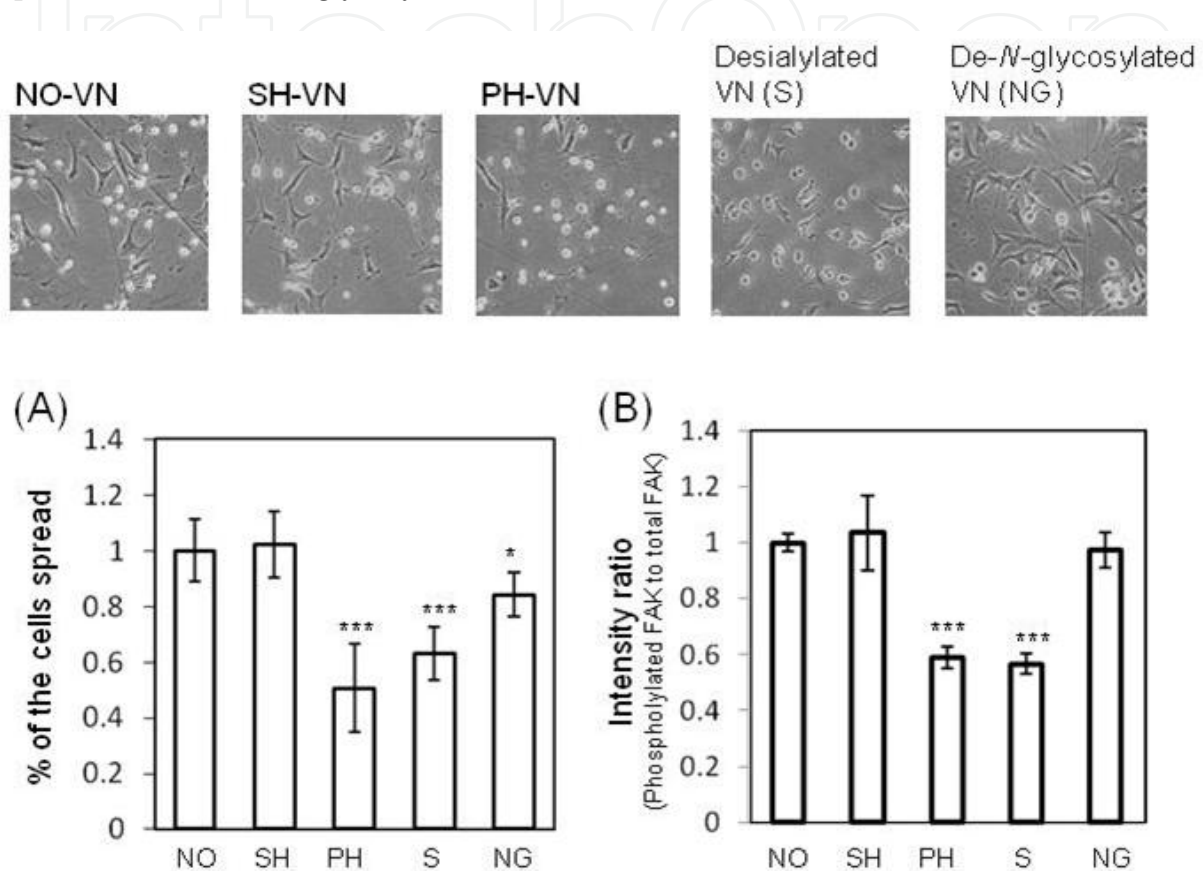 NO-VN
SH-VN
PH-VN
Desialylated
VN (S)
De-N-glycosylated
VN (NG)
(A)
% of the cells spread
1.4
1.2
1
0.8
0.6
0.4
0.2
0
***
***
*
NO SH PH S NG
(B)
Intensity ratio
(Phospholylated FAK to total FAK)
1.4
1.2
1
0.8
0.6
0.4
0.2
0
***
***
NO SH PH S NG